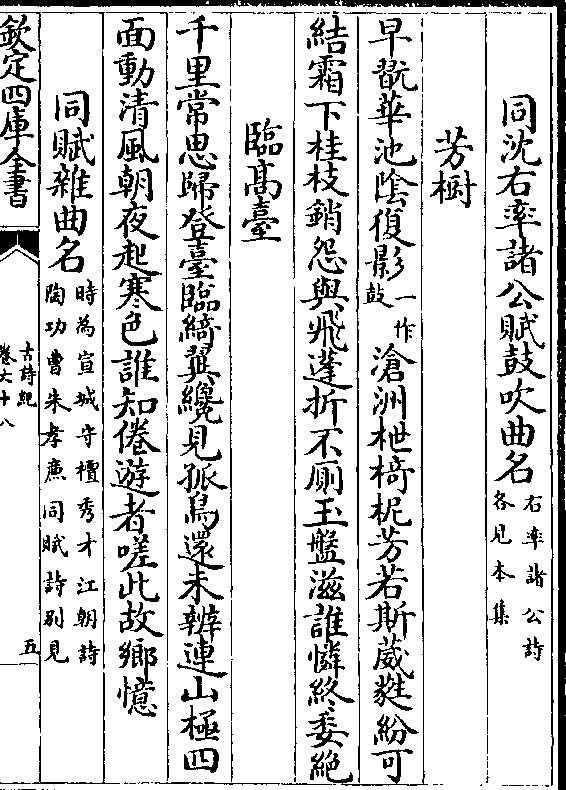 同沈右率諸公賦鼓吹曲名右率諸公詩各見本集
芳樹
早翫華池陰復影一作鼓滄洲枻椅柅芳若斯葳蕤紛可
結霜下桂枝銷怨與飛蓬折不厠玉盤滋誰憐終委絶
臨髙臺
千里常思歸登臺臨綺翼纔見孤鳥還未辨連山極四
面動清風朝夜起寒色誰知倦遊者嗟此故鄉憶
同賦雜曲名時為宣城守檀秀才江朝詩陶功曹朱孝廉同賦詩别見
欽定四庫全書
古詩紀
卷六十八
五